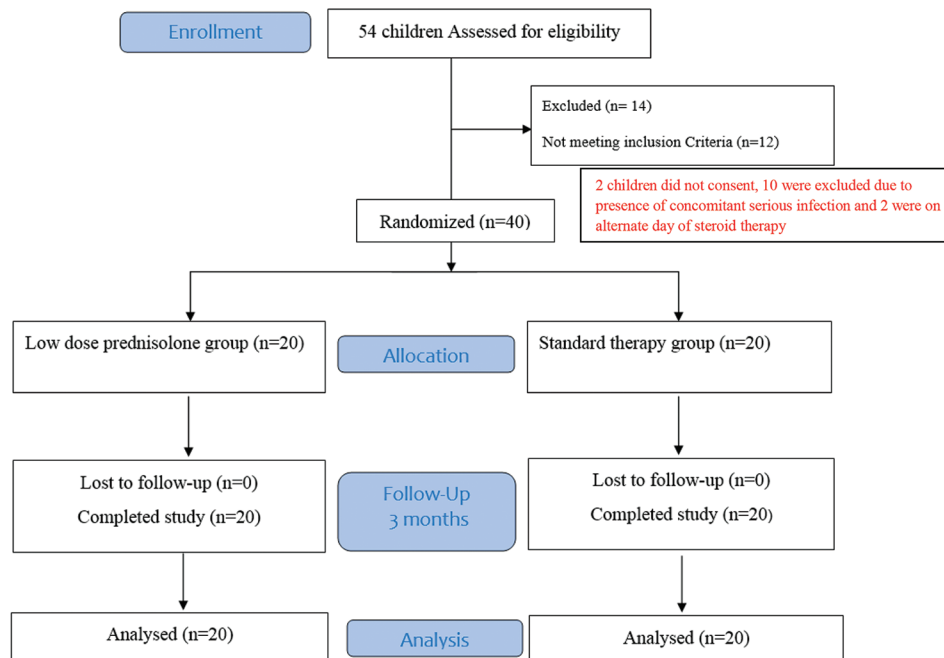 Enrollment
54 children Assessed for eligibility
Excluded (n= 14)
Not meeting inclusion Criteria (n=12)
2 children did not consent, 10 were excluded due to
presence of concomitant serious infection and 2 were on
alternate day of steroid therapy
Randomized (n=40)
Low dose prednisolone group (n=20)
Allocation
Standard therapy group (n=20)
Lost to follow-up (n=0)
Completed study (n=20)
Follow-Up
3 months
Lost to follow-up (n=0)
Completed study (n=20)
Analysed (n=20)
Analysis
Analysed (n=20)